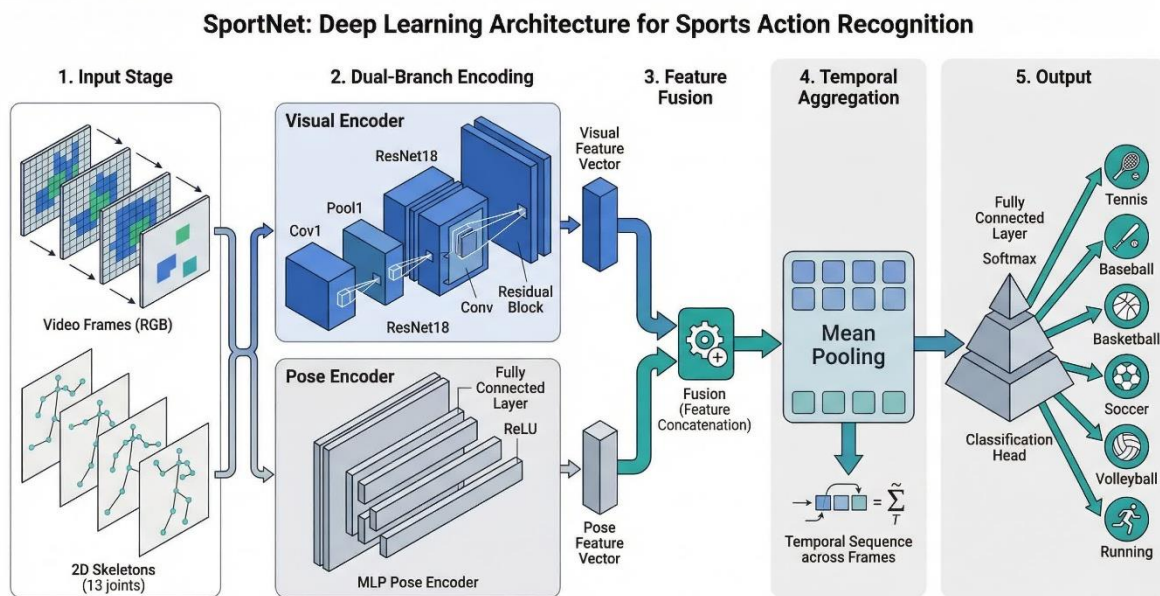 SportNet: Deep Learning Architecture for Sports Action Recognition
1. Input Stage
Video Frames (RGB)
2D Skeletons
(13 joints)
2. Dual-Branch Encoding
Visual Encoder
Cov1
Pool1
ResNet18
ResNet18
Conv
Residual
Block
Visual
Feature
Vector
Pose Encoder
Fully
Connected
Layer
ReLU
MLP Pose Encoder
Pose
Feature
Vector
3. Feature
Fusion
Fusion
(Feature
Concatenation)
4. Temporal
Aggregation
Mean
Pooling
= Σ̃
T
Temporal Sequence
across Frames
5. Output
Fully
Connected
Layer
Softmax
Classification
Head
Tennis
Baseball
Basketball
Soccer
Volleyball
Running